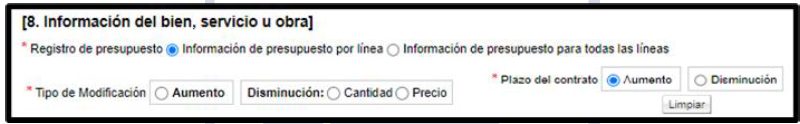 [8. Información del bien, servicio u obra]
* Registro de presupuesto Información de presupuesto por línea Información de presupuesto para todas las líneas
* Tipo de Modificación Aumento Disminución: Cantidad Precio
* Plazo del contrato Aumento Disminución
Limpiar